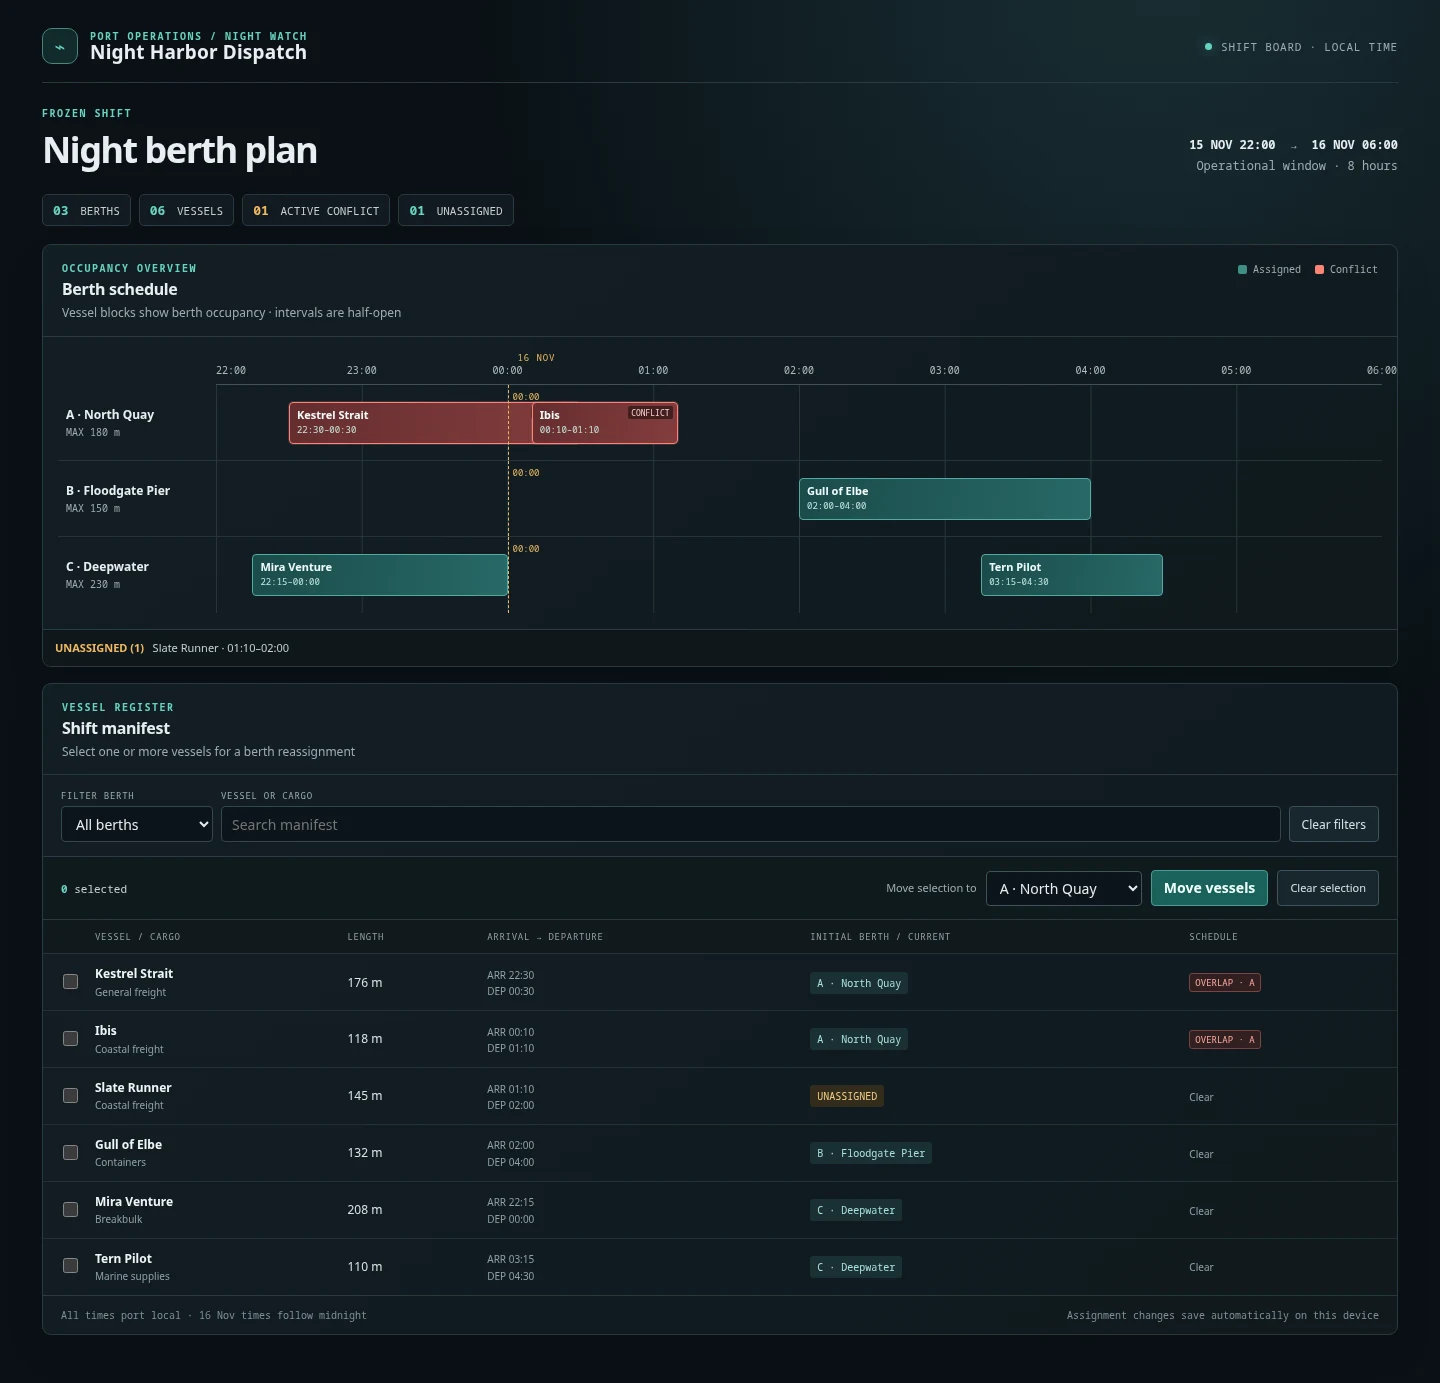 PORT OPERATIONS / NIGHT WATCH
Night Harbor Dispatch
SHIFT BOARD · LOCAL TIME
FROZEN SHIFT
Night berth plan
15 NOV 22:00 → 16 NOV 06:00
Operational window · 8 hours
03 BERTHS
06 VESSELS
01 ACTIVE CONFLICT
01 UNASSIGNED
OCCUPANCY OVERVIEW
Berth schedule
Vessel blocks show berth occupancy · intervals are half-open
Assigned
Conflict
16 NOV
22:00 23:00 00:00 01:00 02:00 03:00 04:00 05:00 06:00
A · North Quay
MAX 180 m
00:00
Kestrel Strait
22:30–00:30
Ibis
00:10–01:10
CONFLICT
B · Floodgate Pier
MAX 150 m
00:00
Gull of Elbe
02:00–04:00
C · Deepwater
MAX 230 m
00:00
Mira Venture
22:15–00:00
Tern Pilot
03:15–04:30
UNASSIGNED (1) Slate Runner · 01:10–02:00
VESSEL REGISTER
Shift manifest
Select one or more vessels for a berth reassignment
FILTER BERTH
All berths
VESSEL OR CARGO
Search manifest
Clear filters
0 selected
Move selection to
A · North Quay
Move vessels
Clear selection
VESSEL / CARGO LENGTH ARRIVAL → DEPARTURE INITIAL BERTH / CURRENT SCHEDULE
Kestrel Strait
General freight
176 m
ARR 22:30
DEP 00:30
A · North Quay
OVERLAP · A
Ibis
Coastal freight
118 m
ARR 00:10
DEP 01:10
A · North Quay
OVERLAP · A
Slate Runner
Coastal freight
145 m
ARR 01:10
DEP 02:00
UNASSIGNED
Clear
Gull of Elbe
Containers
132 m
ARR 02:00
DEP 04:00
B · Floodgate Pier
Clear
Mira Venture
Breakbulk
208 m
ARR 22:15
DEP 00:00
C · Deepwater
Clear
Tern Pilot
Marine supplies
110 m
ARR 03:15
DEP 04:30
C · Deepwater
Clear
All times port local · 16 Nov times follow midnight
Assignment changes save automatically on this device